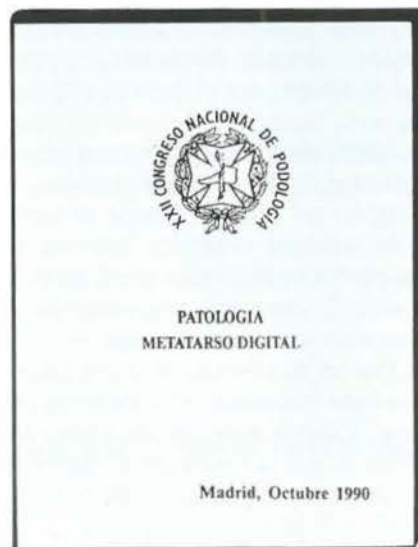 XXII CONGRESO NACIONAL DE PODOLOGIA
PATOLOGIA
METATARSO DIGITAL
Madrid, Octubre 1990